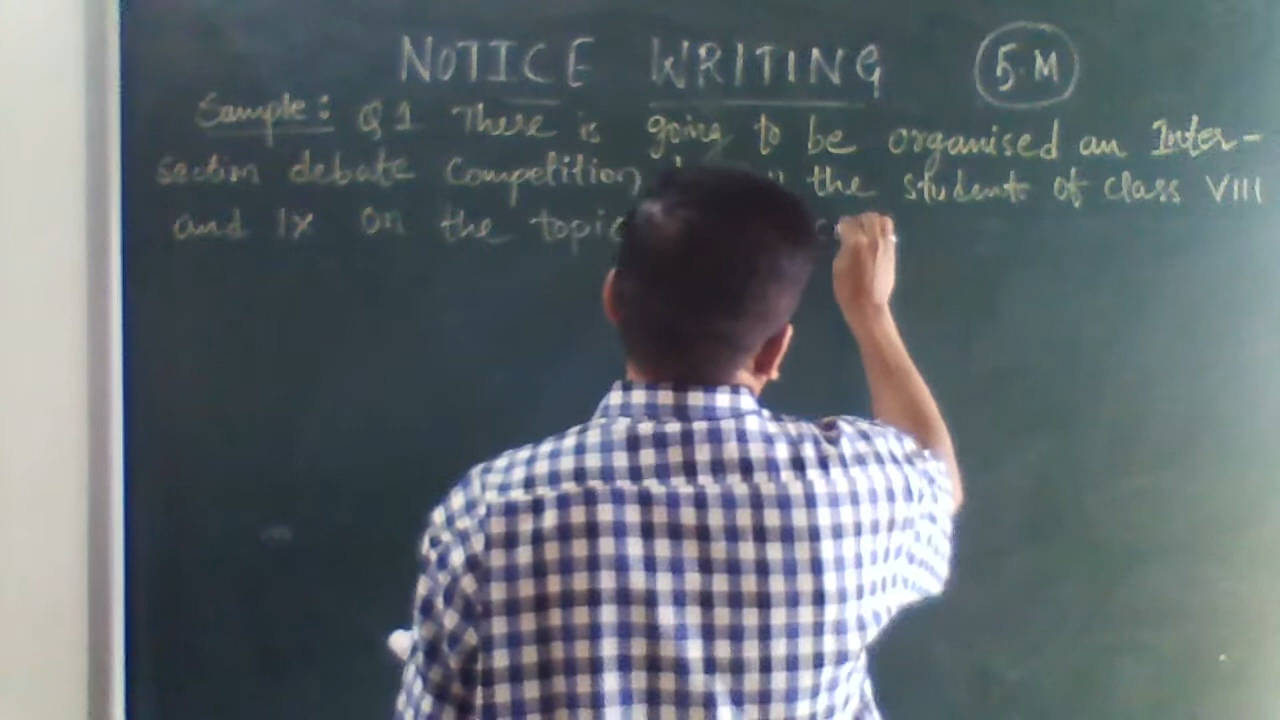 NOTICE WRITING 5.M
Sample: Q1 There is going to be organised an Inter-
section debate Competition the students of class VIII
and IX on the topic